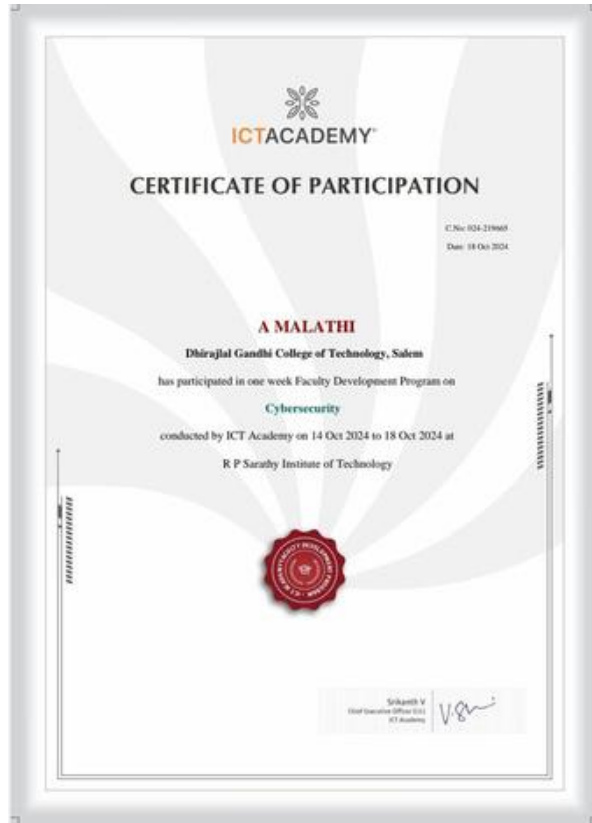 ICTACADEMY
CERTIFICATE OF PARTICIPATION
Date: 18 Oct 2024
A MALATHI
Dhirajlal Gandhi College of Technology, Salem
has participated in one week Faculty Development Program on
Cybersecurity
conducted by ICT Academy on 14 Oct 2024 to 18 Oct 2024 at
R P Sarathy Institute of Technology
Srikanth V
ICT Academy